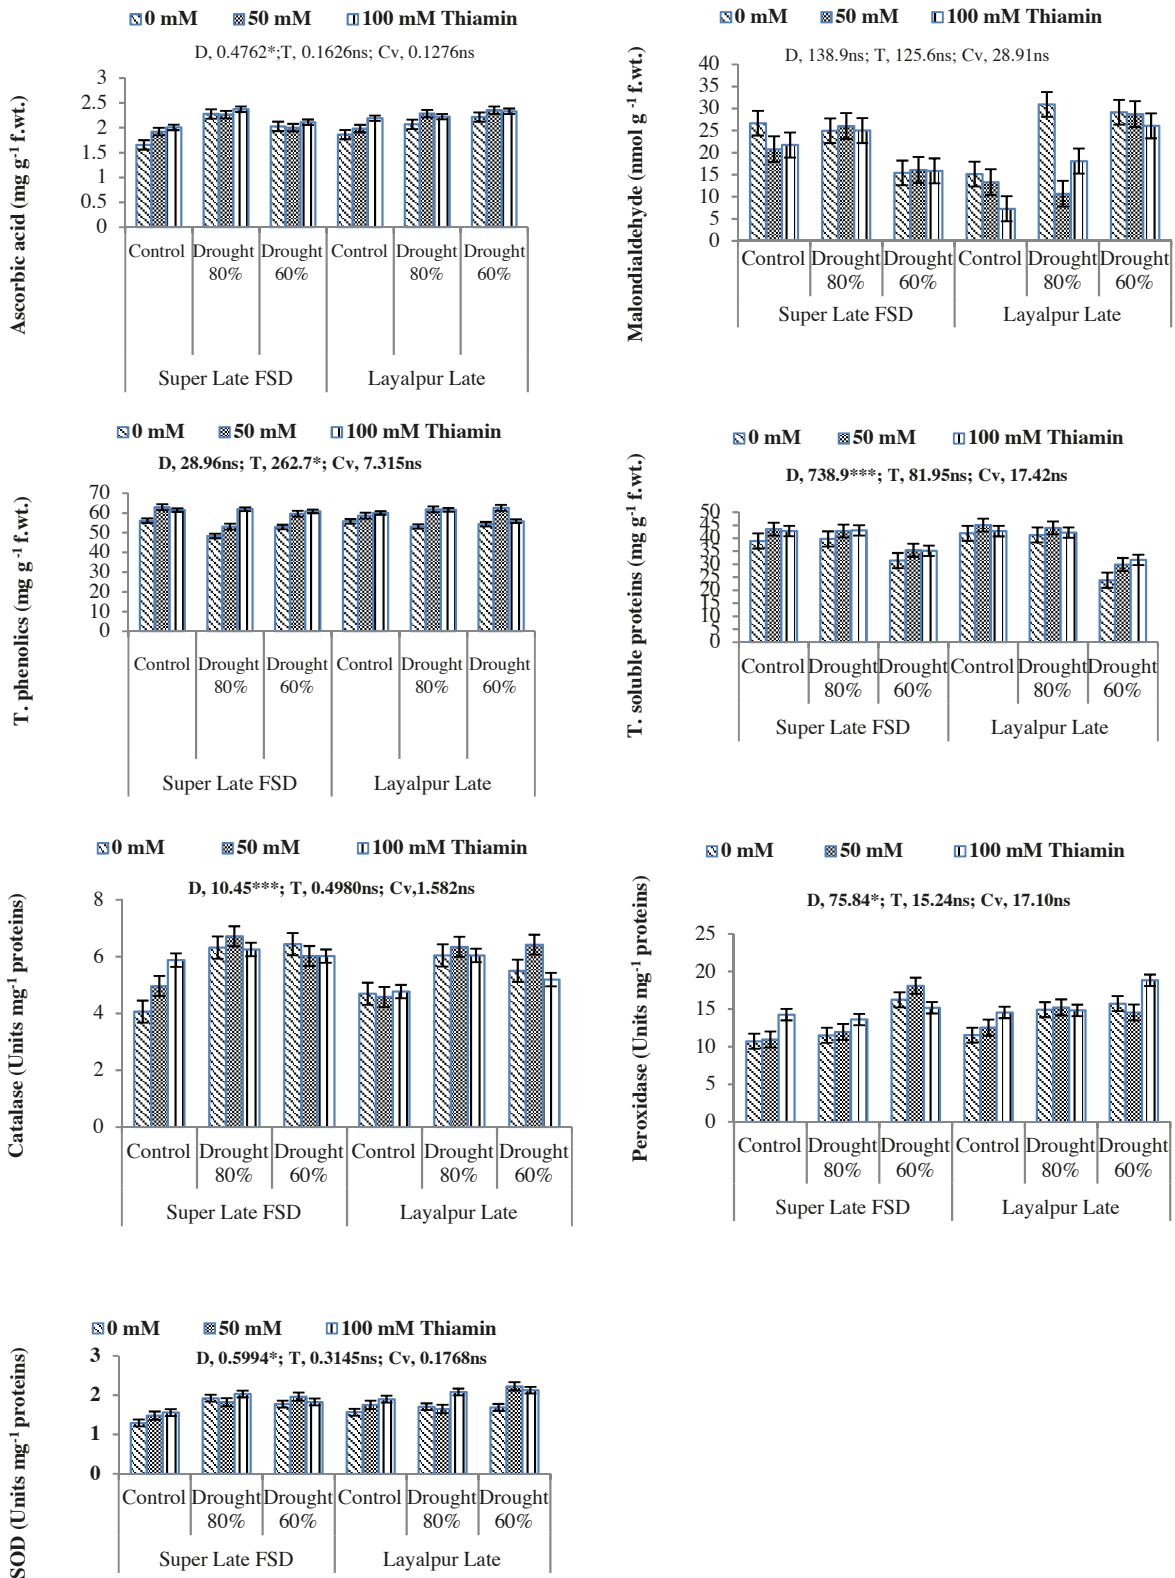 0 mM 50 mM 100 mM Thiamin
D, 0.4762*;T, 0.1626ns; Cv, 0.1276ns
Ascorbic acid (mg g-1 f.wt.)
3
2.5
2
1.5
1
0.5
0
Control Drought 80% Drought 60% Control Drought 80% Drought 60%
Super Late FSD Layalpur Late
0 mM 50 mM 100 mM Thiamin
D, 138.9ns; T, 125.6ns; Cv, 28.91ns
Malondialdehyde (nmol g -1 f.wt.)
40
35
30
25
20
15
10
5
0
Control Drought 80% Drought 60% Control Drought 80% Drought 60%
Super Late FSD Layalpur Late
0 mM 50 mM 100 mM Thiamin
D, 28.96ns; T, 262.7*; Cv, 7.315ns
T. phenolics (mg g-1 f.wt.)
70
60
50
40
30
20
10
0
Control Drought 80% Drought 60% Control Drought 80% Drought 60%
Super Late FSD Layalpur Late
0 mM 50 mM 100 mM Thiamin
D, 738.9***; T, 81.95ns; Cv, 17.42ns
T. soluble proteins (mg g-1 f.wt.)
50
45
40
35
30
25
20
15
10
5
0
Control Drought 80% Drought 60% Control Drought 80% Drought 60%
Super Late FSD Layalpur Late
0 mM 50 mM 100 mM Thiamin
D, 10.45***; T, 0.4980ns; Cv,1.582ns
Catalase (Units mg-1 proteins)
8
6
4
2
0
Control Drought 80% Drought 60% Control Drought 80% Drought 60%
Super Late FSD Layalpur Late
0 mM 50 mM 100 mM Thiamin
D, 75.84*; T, 15.24ns; Cv, 17.10ns
Peroxidase (Units mg-1 proteins)
25
20
15
10
5
0
Control Drought 80% Drought 60% Control Drought 80% Drought 60%
Super Late FSD Layalpur Late
0 mM 50 mM 100 mM Thiamin
D, 0.5994*; T, 0.3145ns; Cv, 0.1768ns
SOD (Units mg-1 proteins)
3
2
1
0
Control Drought 80% Drought 60% Control Drought 80% Drought 60%
Super Late FSD Layalpur Late